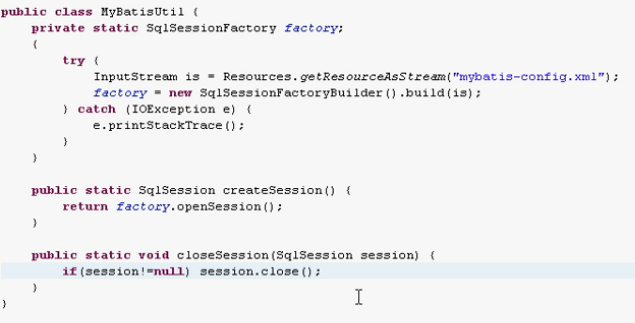 public class MyBatisUtil {
    private static SqlSessionFactory factory;
    {
        try {
            InputStream is = Resources.getResourceAsStream("mybatis-config.xml");
            factory = new SqlSessionFactoryBuilder().build(is);
        } catch (IOException e) {
            e.printStackTrace();
        }
    }

    public static SqlSession createSession() {
        return factory.openSession();
    }

    public static void closeSession(SqlSession session) {
        if(session!=null) session.close();
    }
}